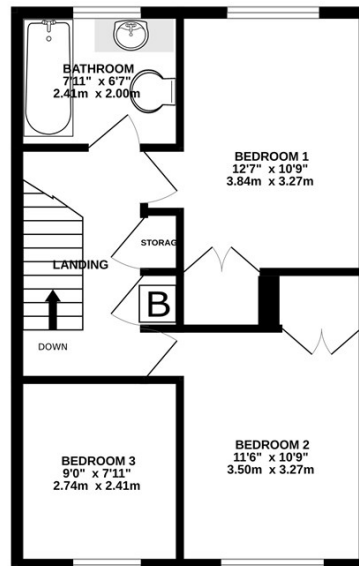 BATHROOM
7'11" x 6'7"
2.41m x 2.00m
BEDROOM 1
12'7" x 10'9"
3.84m x 3.27m
STORAG
LANDING
B
DOWN
BEDROOM 3
9'0" x 7'11"
2.74m x 2.41m
BEDROOM 2
11'6" x 10'9"
3.50m x 3.27m